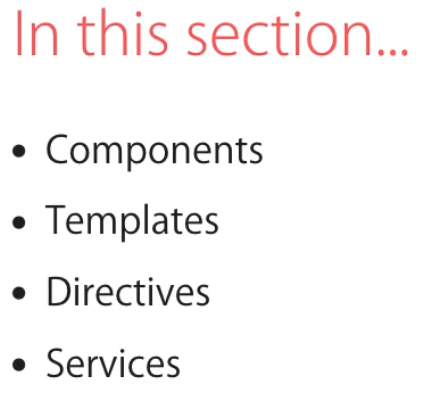 In this section...
• Components
• Templates
• Directives
• Services